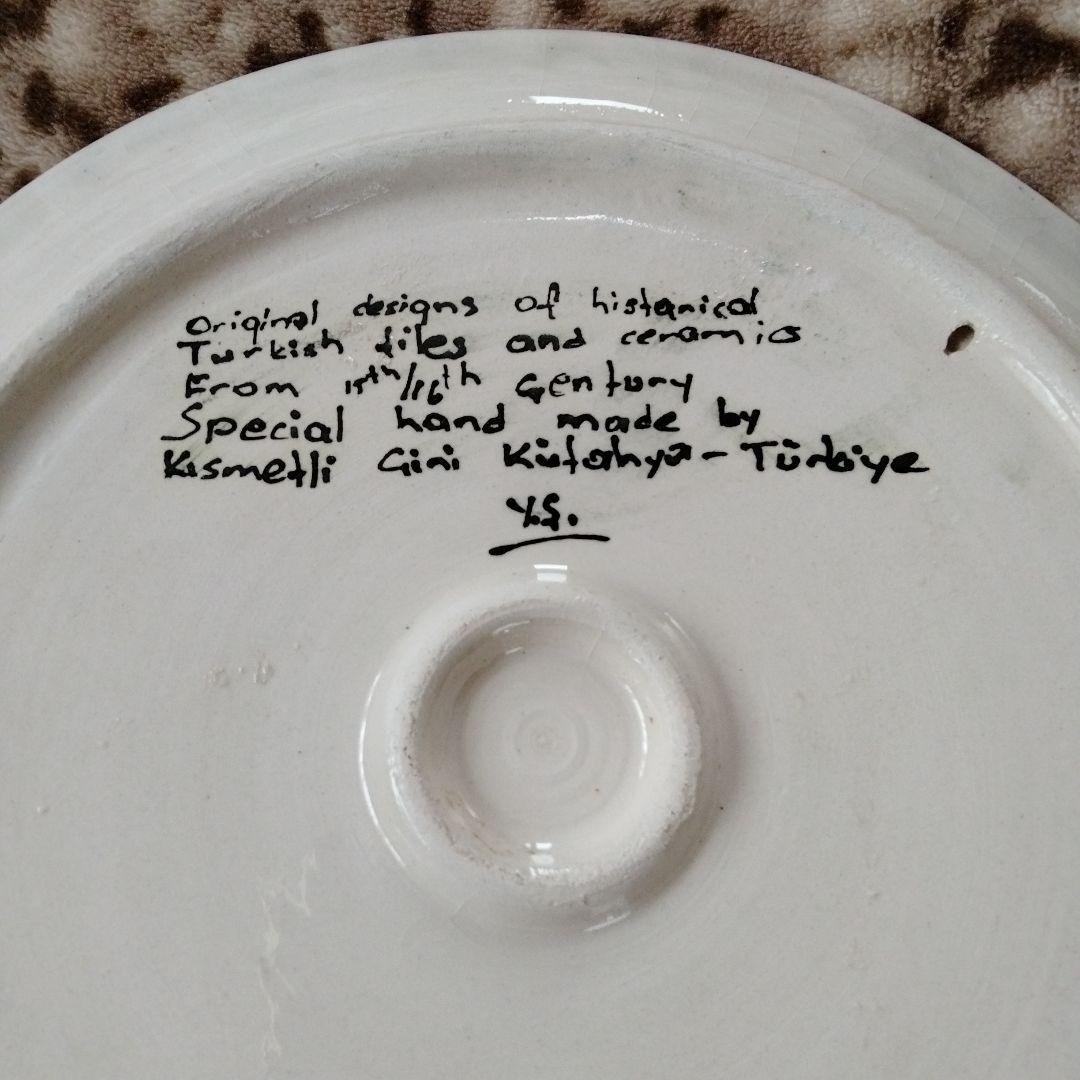 Original designs of historical
Turkish tiles and ceramics
From 15th/16th Century
Special hand made by
Kısmetli Çini Kütahya - Türkiye
Y.S.